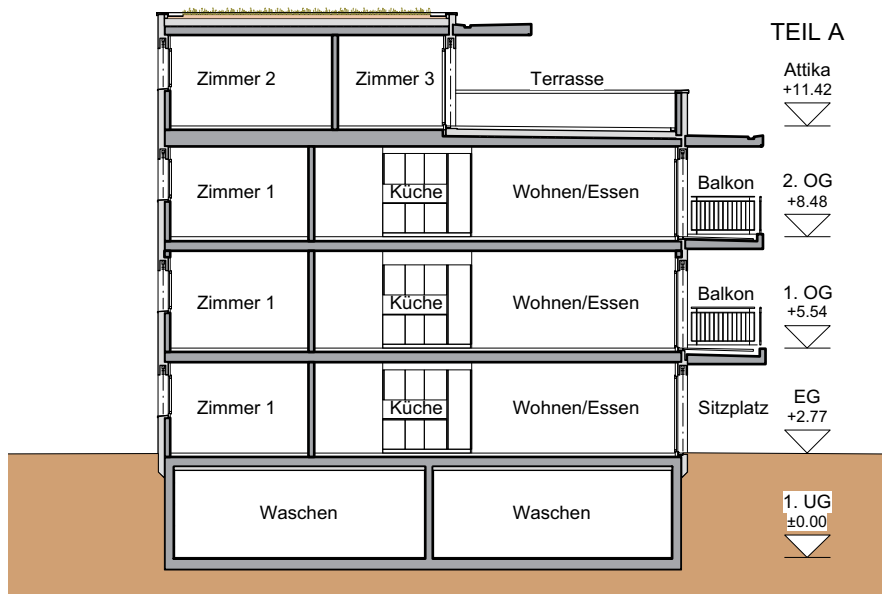 TEIL A
Attika
+11.42
Zimmer 2
Zimmer 3
Terrasse
2. OG
+8.48
Zimmer 1
Küche
Wohnen/Essen
Balkon
1. OG
+5.54
Zimmer 1
Küche
Wohnen/Essen
Balkon
EG
+2.77
Zimmer 1
Küche
Wohnen/Essen
Sitzplatz
1. UG
±0.00
Waschen
Waschen